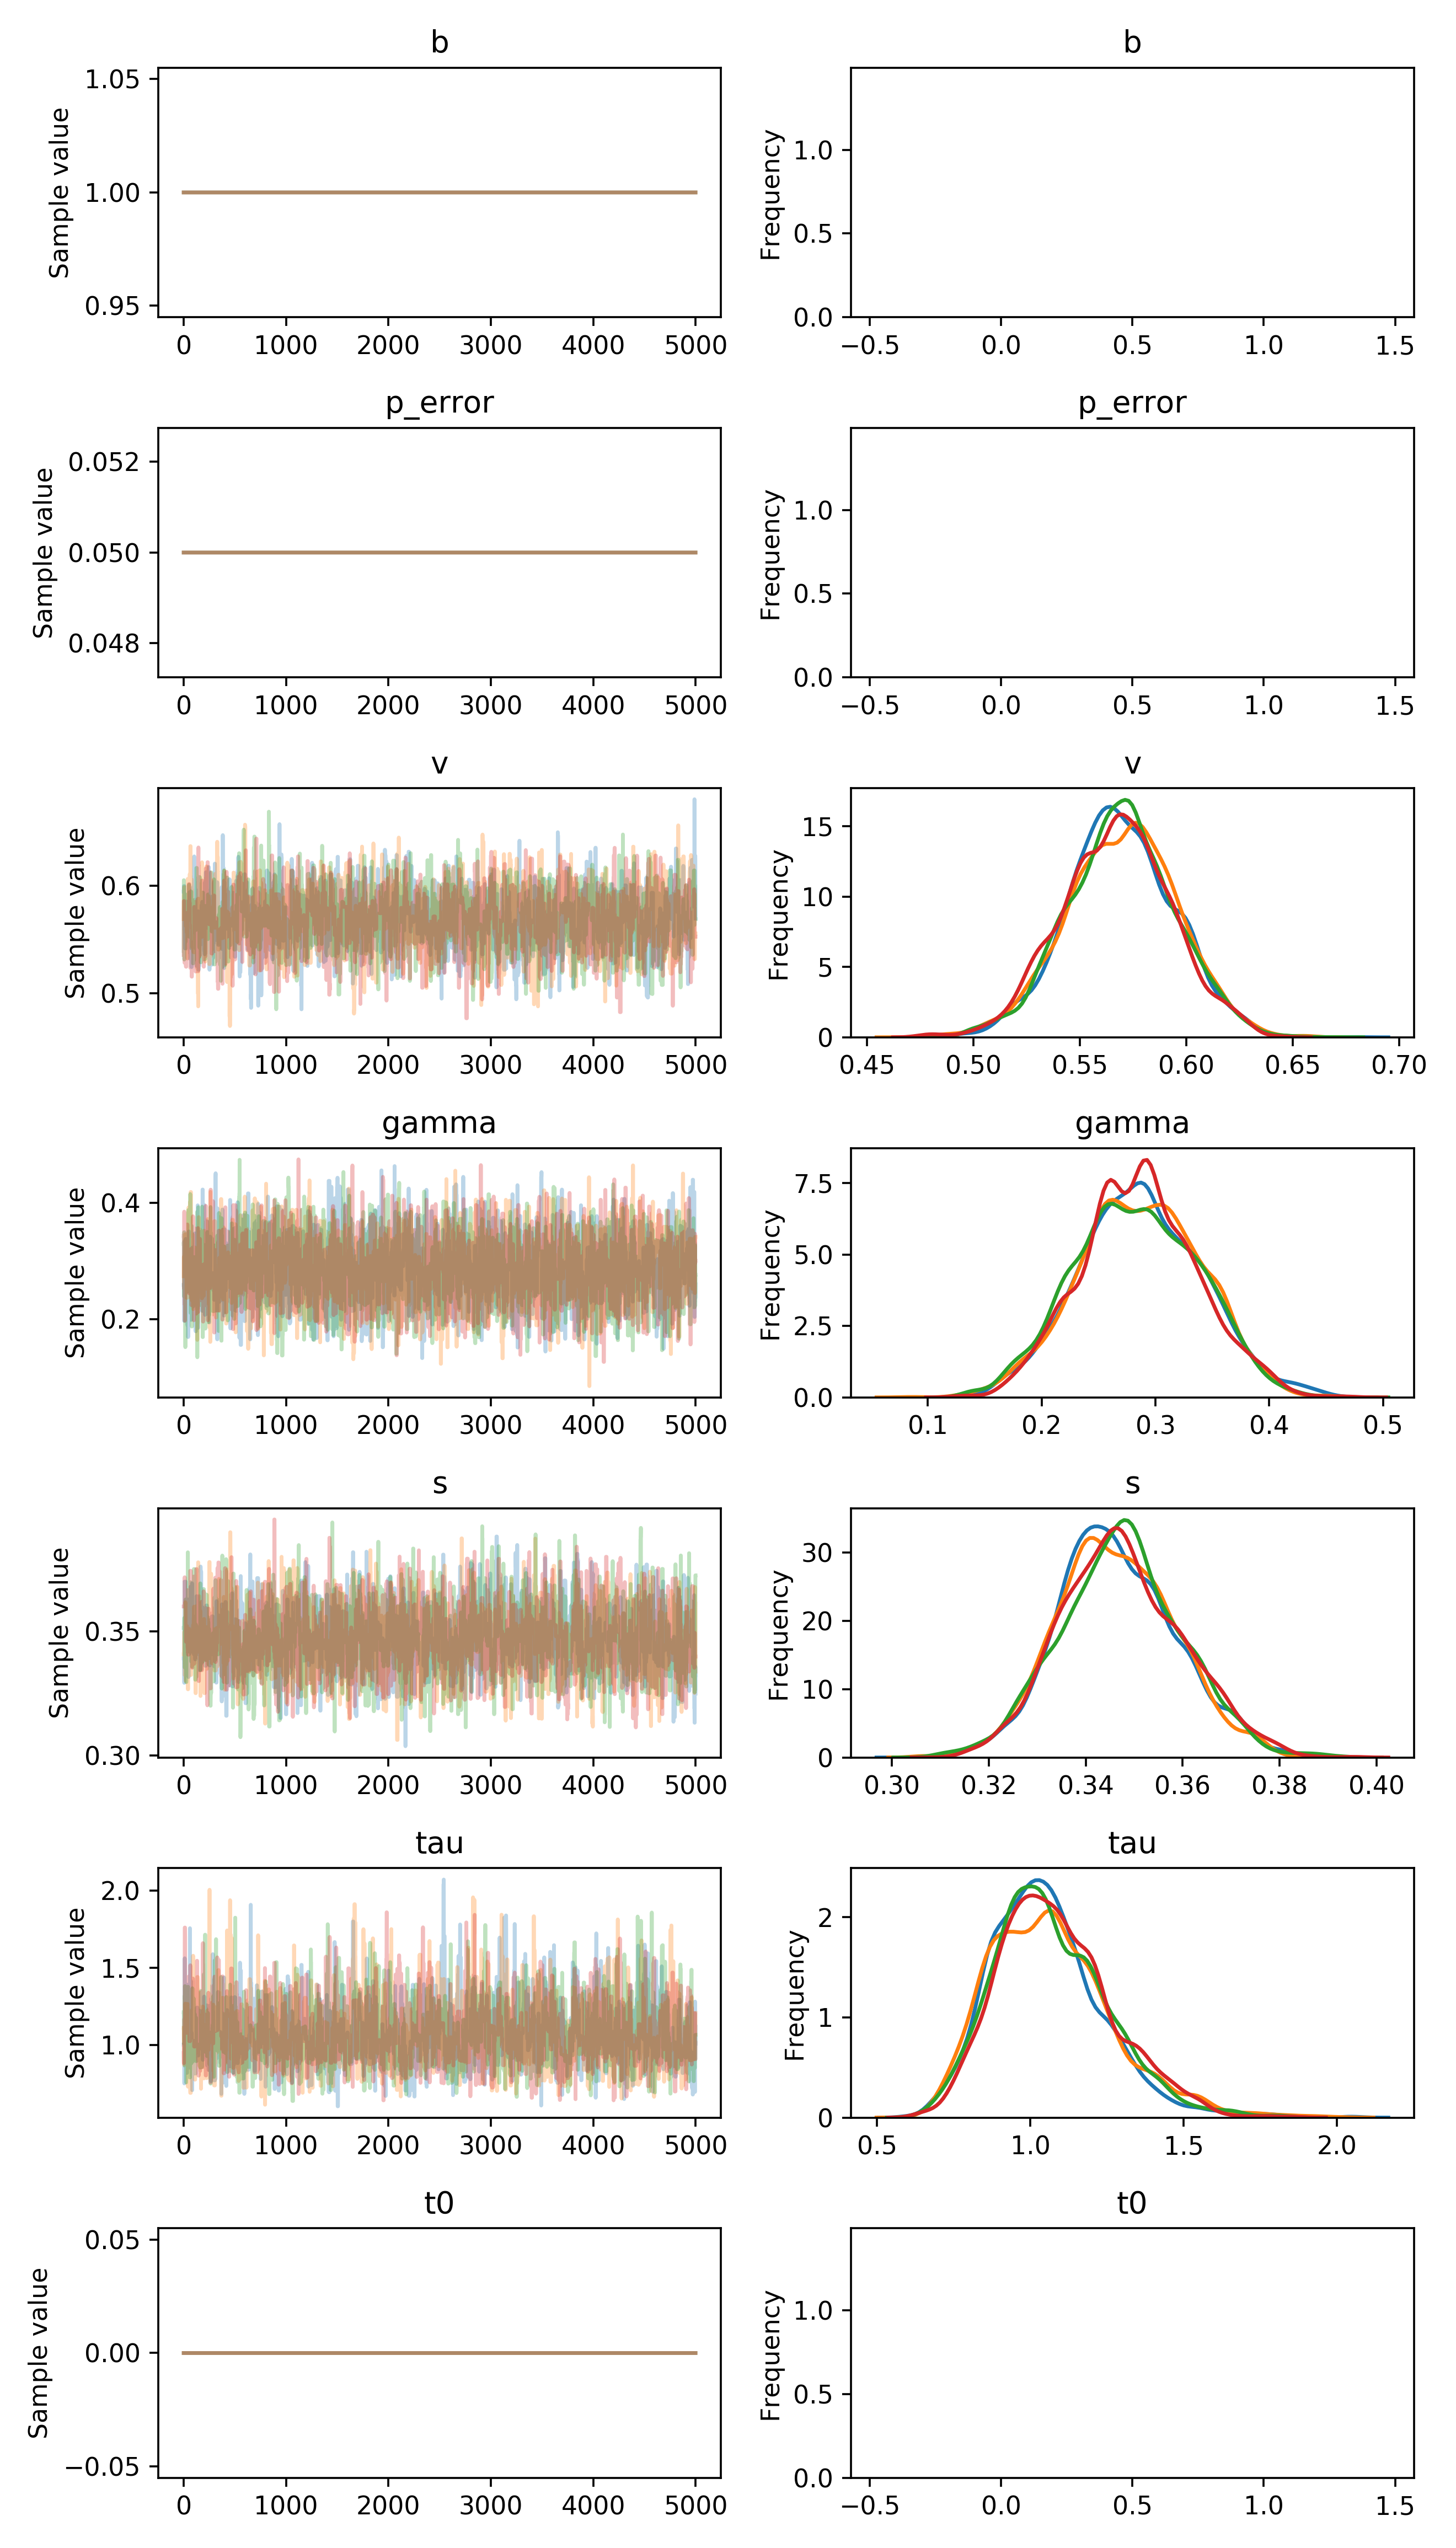 b
b
1.05
1.00
0.95
Sample value
0 1000 2000 3000 4000 5000
1.0
0.5
0.0
Frequency
−0.5 0.0 0.5 1.0 1.5
p_error
p_error
0.052
0.050
0.048
Sample value
0 1000 2000 3000 4000 5000
1.0
0.5
0.0
Frequency
−0.5 0.0 0.5 1.0 1.5
v
v
0.6
0.5
Sample value
0 1000 2000 3000 4000 5000
15
10
5
0
Frequency
0.45 0.50 0.55 0.60 0.65 0.70
gamma
gamma
0.4
0.2
Sample value
0 1000 2000 3000 4000 5000
7.5
5.0
2.5
0.0
Frequency
0.1 0.2 0.3 0.4 0.5
s
s
0.35
0.30
Sample value
0 1000 2000 3000 4000 5000
30
20
10
0
Frequency
0.30 0.32 0.34 0.36 0.38 0.40
tau
tau
2.0
1.5
1.0
Sample value
0 1000 2000 3000 4000 5000
2
1
0
Frequency
0.5 1.0 1.5 2.0
t0
t0
0.05
0.00
−0.05
Sample value
0 1000 2000 3000 4000 5000
1.0
0.5
0.0
Frequency
−0.5 0.0 0.5 1.0 1.5